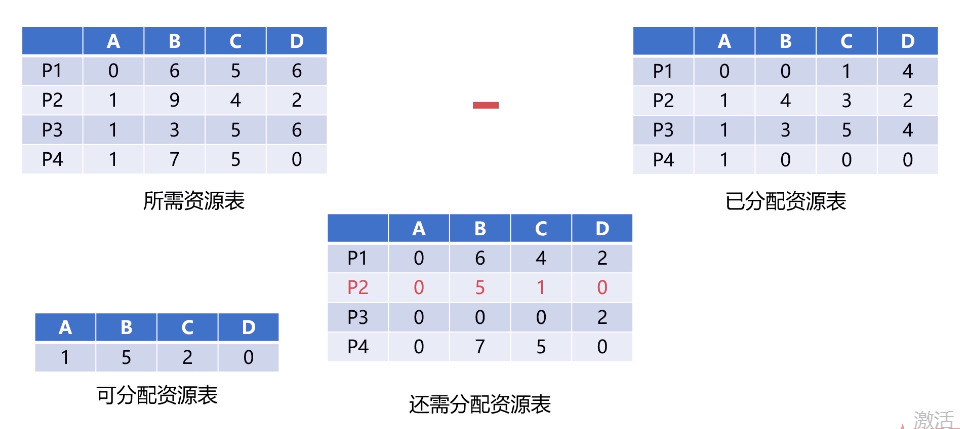 A B C D
P1 0 6 5 6
P2 1 9 4 2
P3 1 3 5 6
P4 1 7 5 0
所需资源表
-
A B C D
P1 0 0 1 4
P2 1 4 3 2
P3 1 3 5 4
P4 1 0 0 0
已分配资源表
A B C D
P1 0 6 4 2
P2 0 5 1 0
P3 0 0 0 2
P4 0 7 5 0
还需分配资源表
A B C D
1 5 2 0
可分配资源表
激活